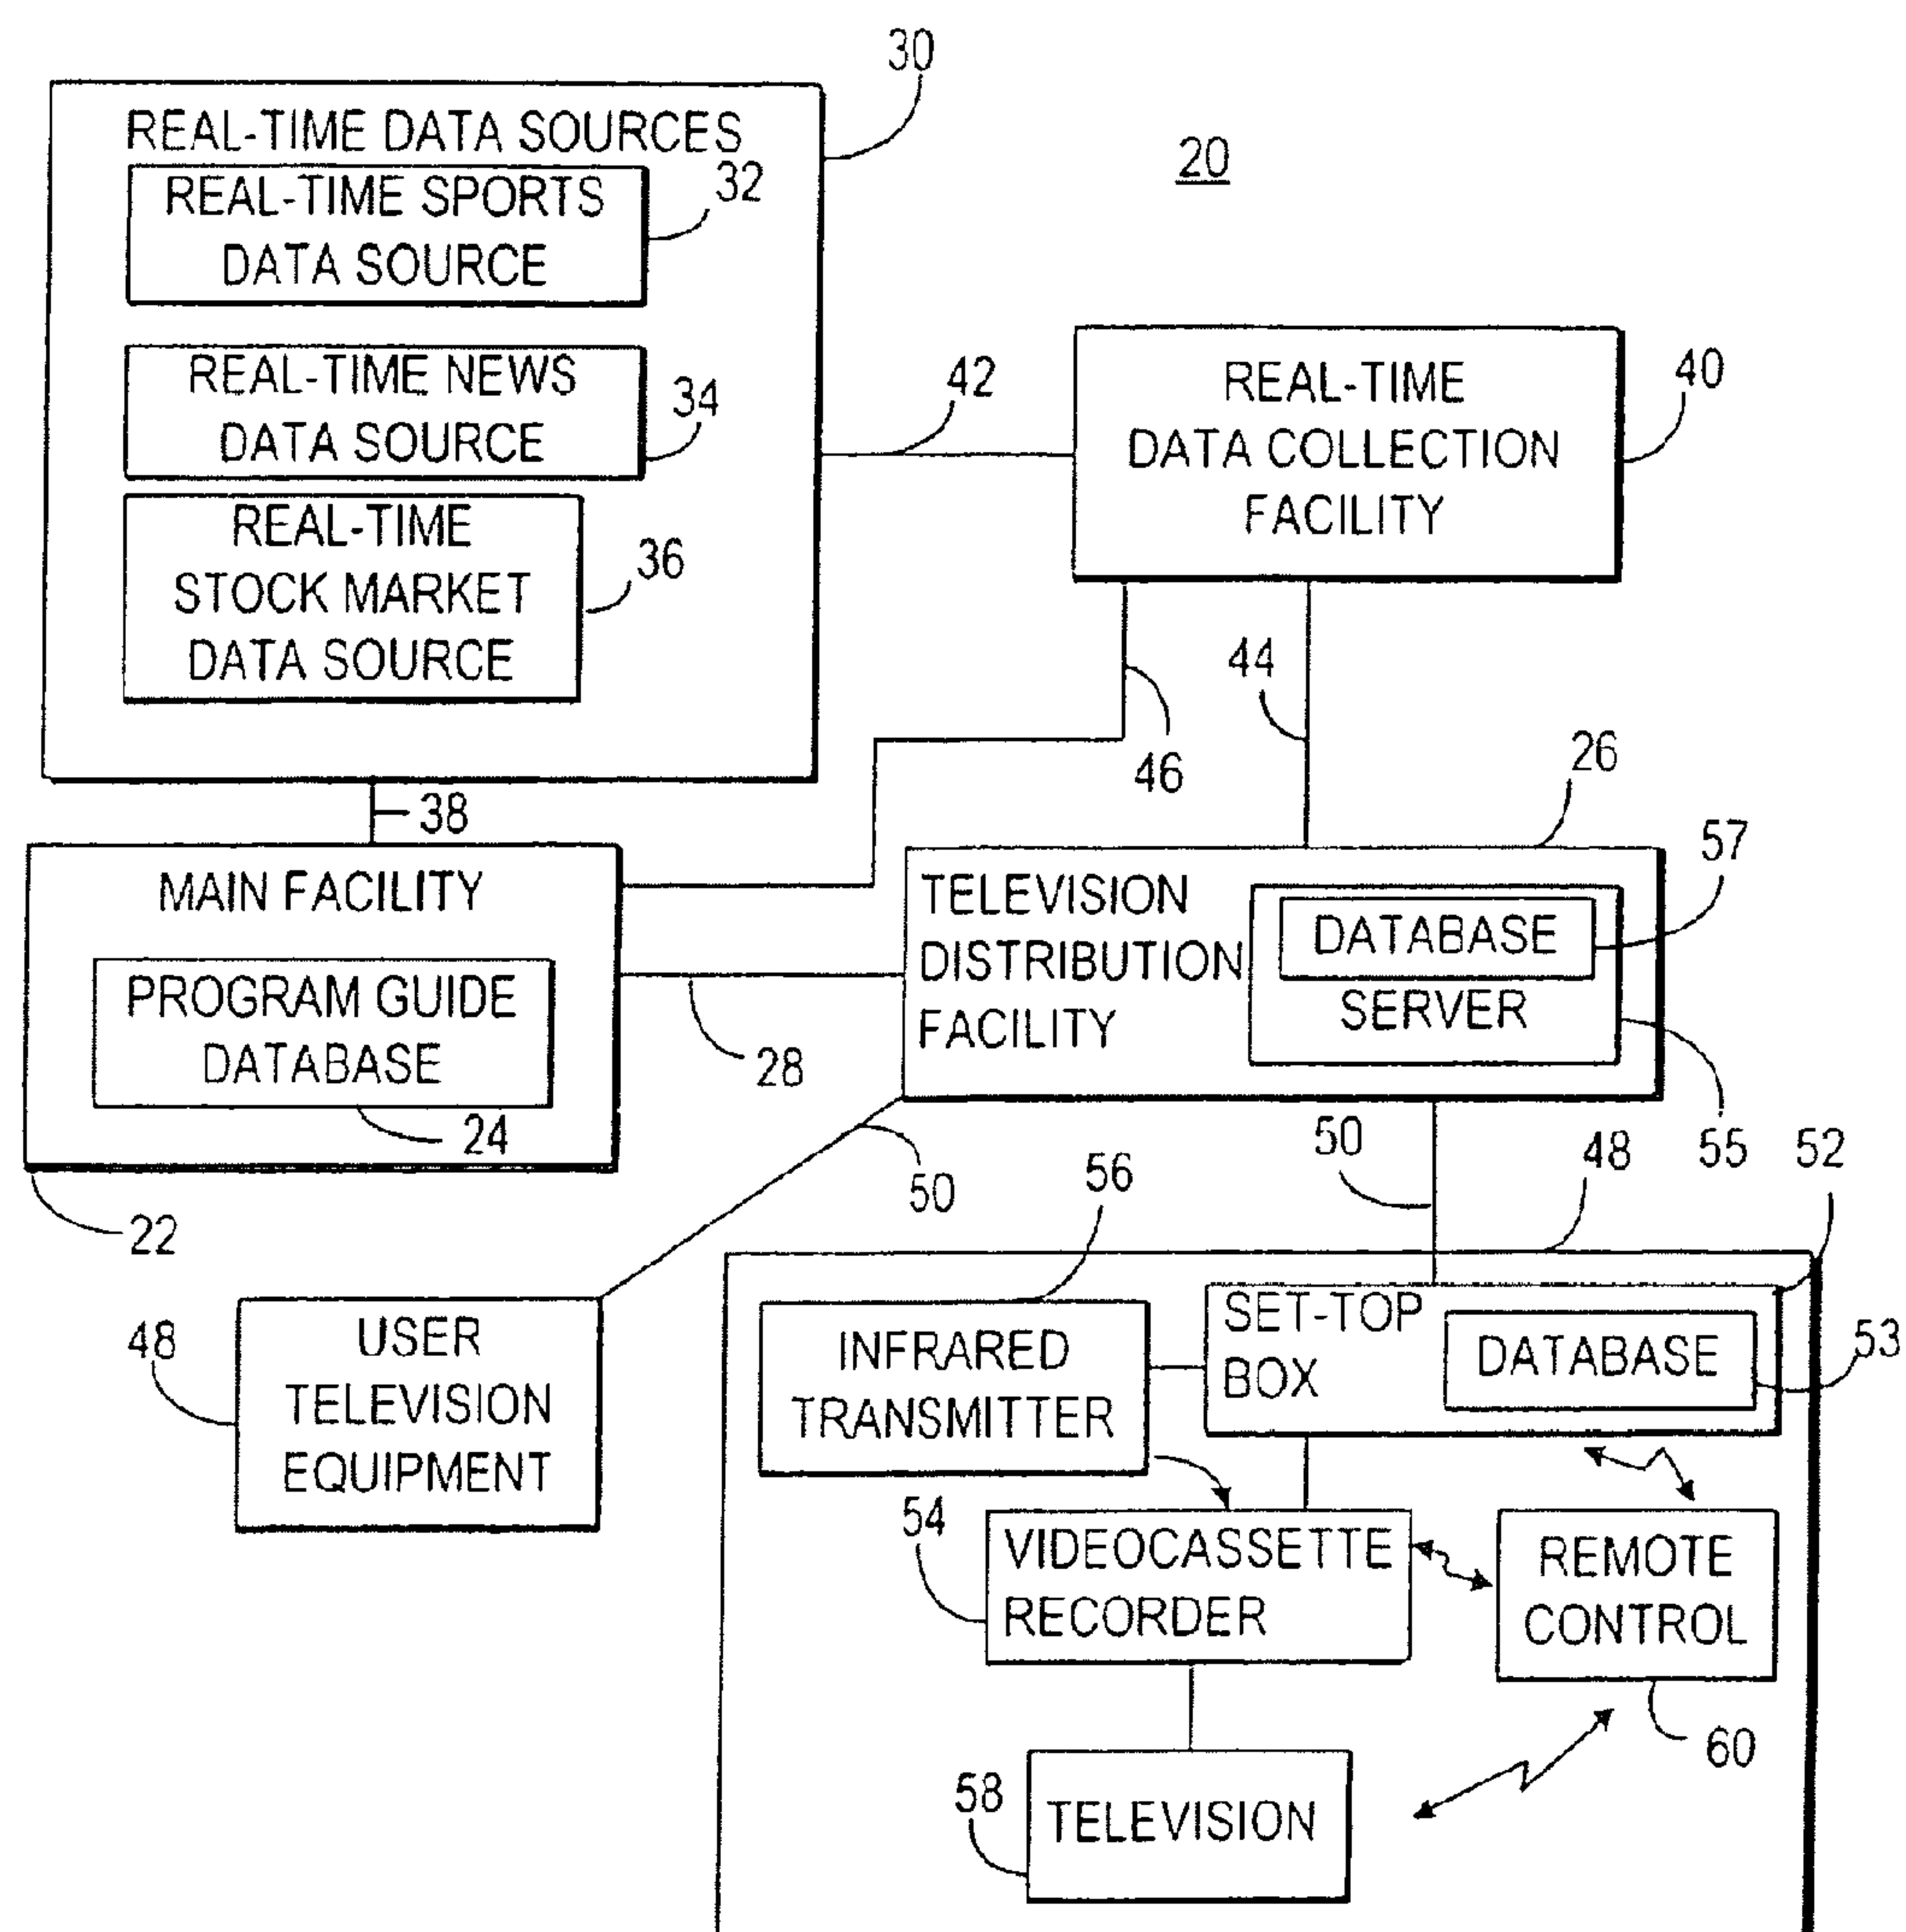 30
REAL-TIME DATA SOURCES
20
REAL-TIME SPORTS
DATA SOURCE
32
REAL-TIME NEWS
DATA SOURCE
34
REAL-TIME
STOCK MARKET
DATA SOURCE
36
42
REAL-TIME
DATA COLLECTION
FACILITY
40
44
46
26
38
57
MAIN FACILITY
PROGRAM GUIDE
DATABASE
24
22
28
TELEVISION
DISTRIBUTION
FACILITY
DATABASE
SERVER
55
50
50
48
52
56
48
USER
TELEVISION
EQUIPMENT
INFRARED
TRANSMITTER
SET-TOP
BOX
DATABASE
53
54
VIDEOCASSETTE
RECORDER
REMOTE
CONTROL
60
58
TELEVISION